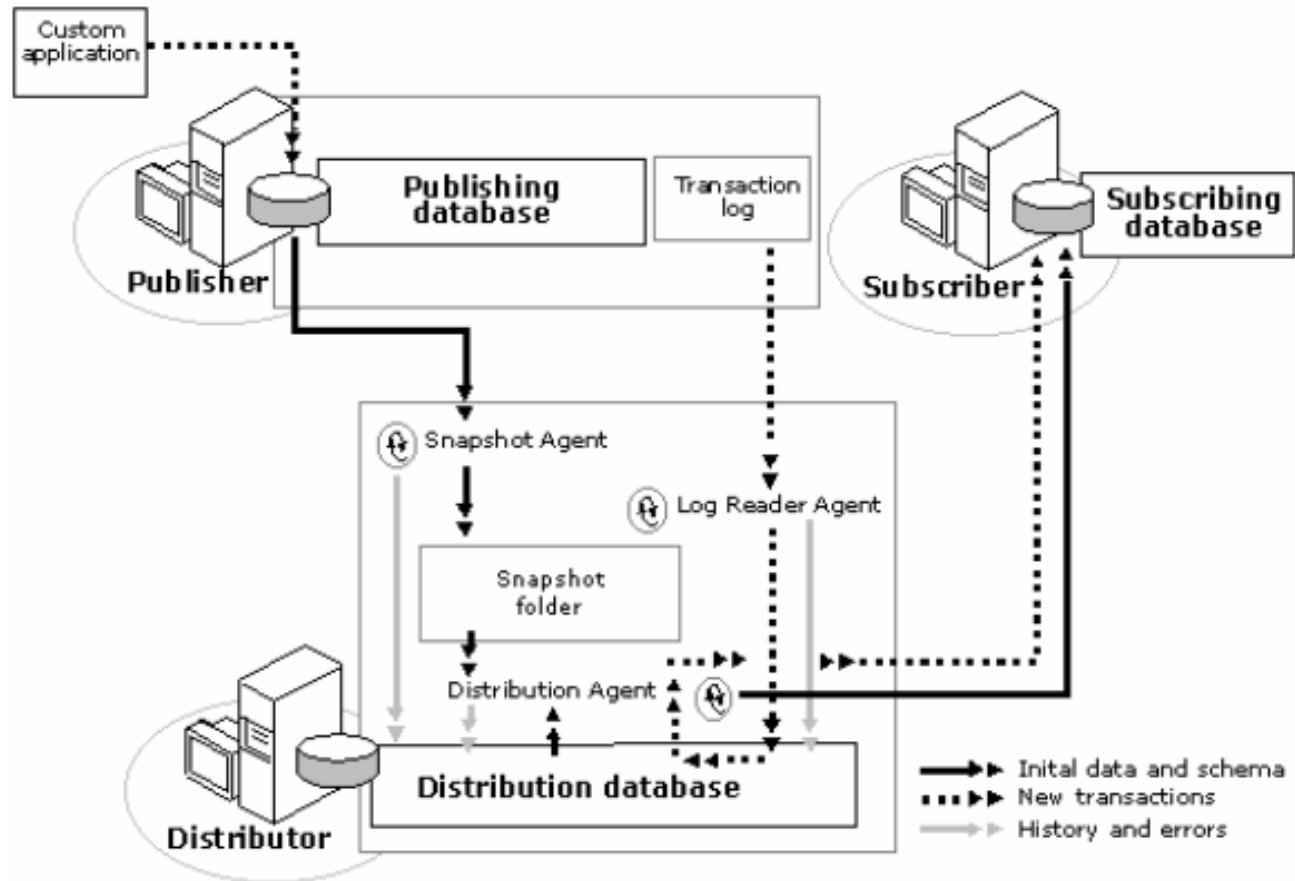 Custom
application
Publishing
database
Transaction
log
Publisher
Subscribing
database
Subscriber
Snapshot Agent
Log Reader Agent
Snapshot
folder
Distribution Agent
Distribution database
Distributor
Inital data and schema
New transactions
History and errors